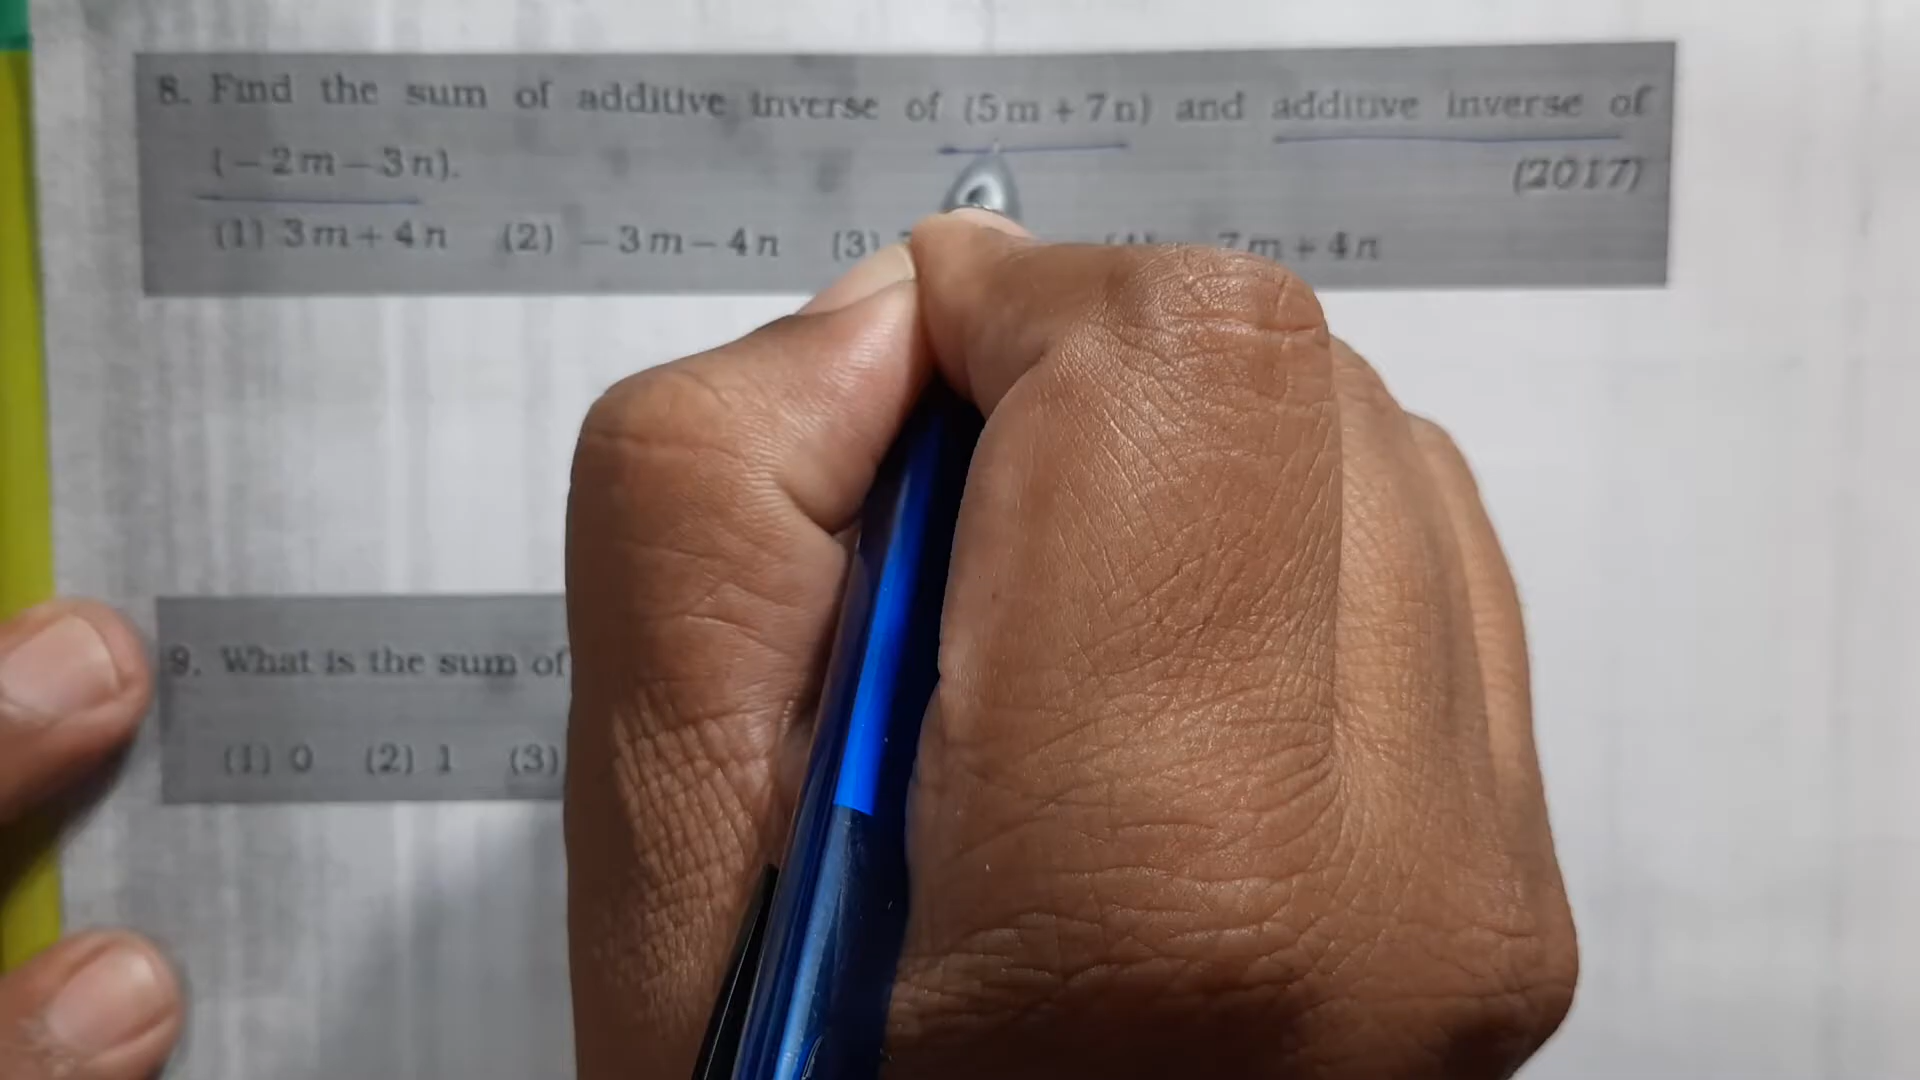 8. Find the sum of additive inverse of (5m + 7n) and additive inverse of
(−2m−3n). (2017)
(1) 3m+4n (2) −3m−4n (3) 7m + 4n
9. What is the sum of
(1) 0 (2) 1 (3)